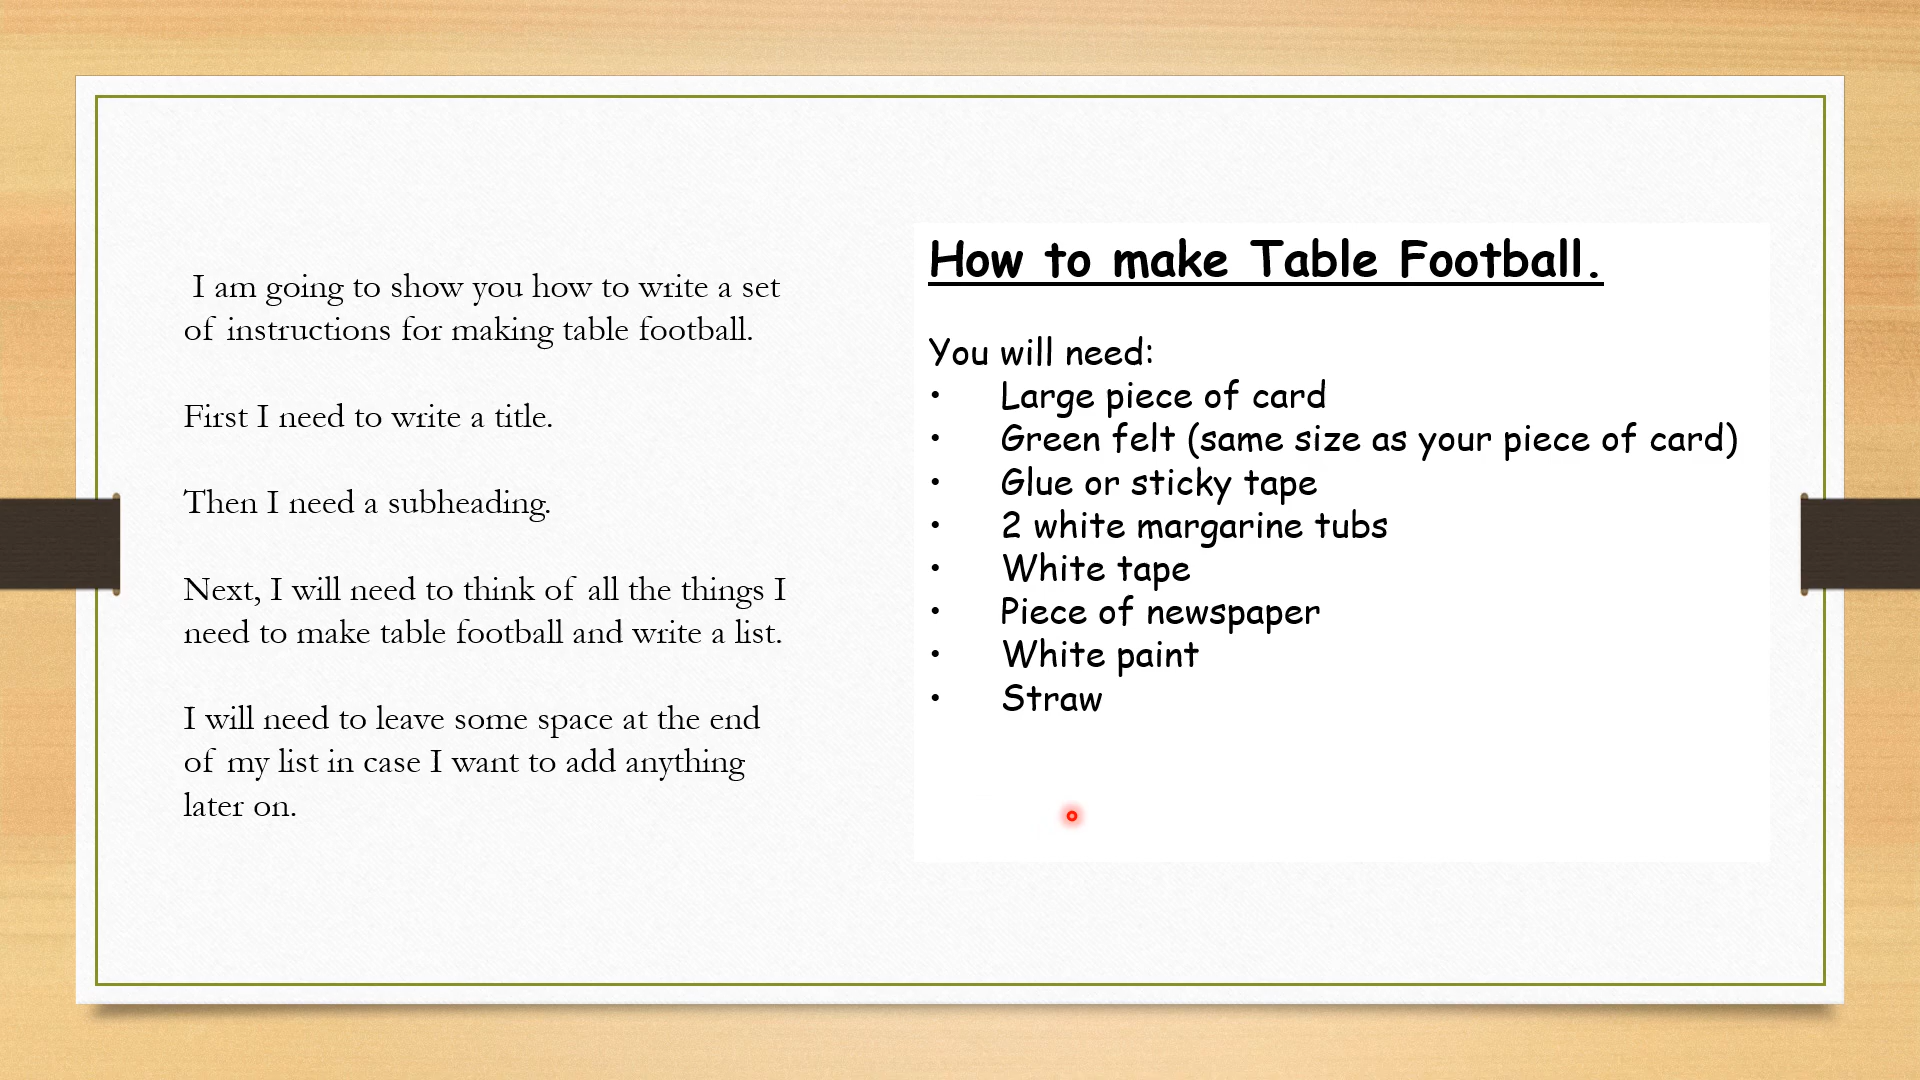 I am going to show you how to write a set
of instructions for making table football.
First I need to write a title.
Then I need a subheading.
Next, I will need to think of all the things I
need to make table football and write a list.
I will need to leave some space at the end
of my list in case I want to add anything
later on.
How to make Table Football.
You will need:
• Large piece of card
• Green felt (same size as your piece of card)
• Glue or sticky tape
• 2 white margarine tubs
• White tape
• Piece of newspaper
• White paint
• Straw